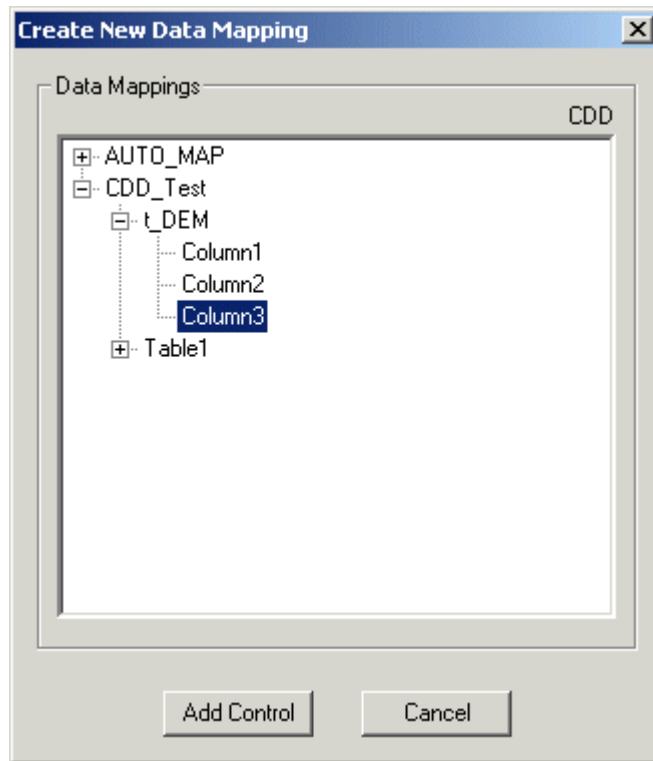 Create New Data Mapping
Data Mappings
CDD
AUTO_MAP
CDD_Test
t_DEM
Column1
Column2
Column3
Table1
Add Control
Cancel